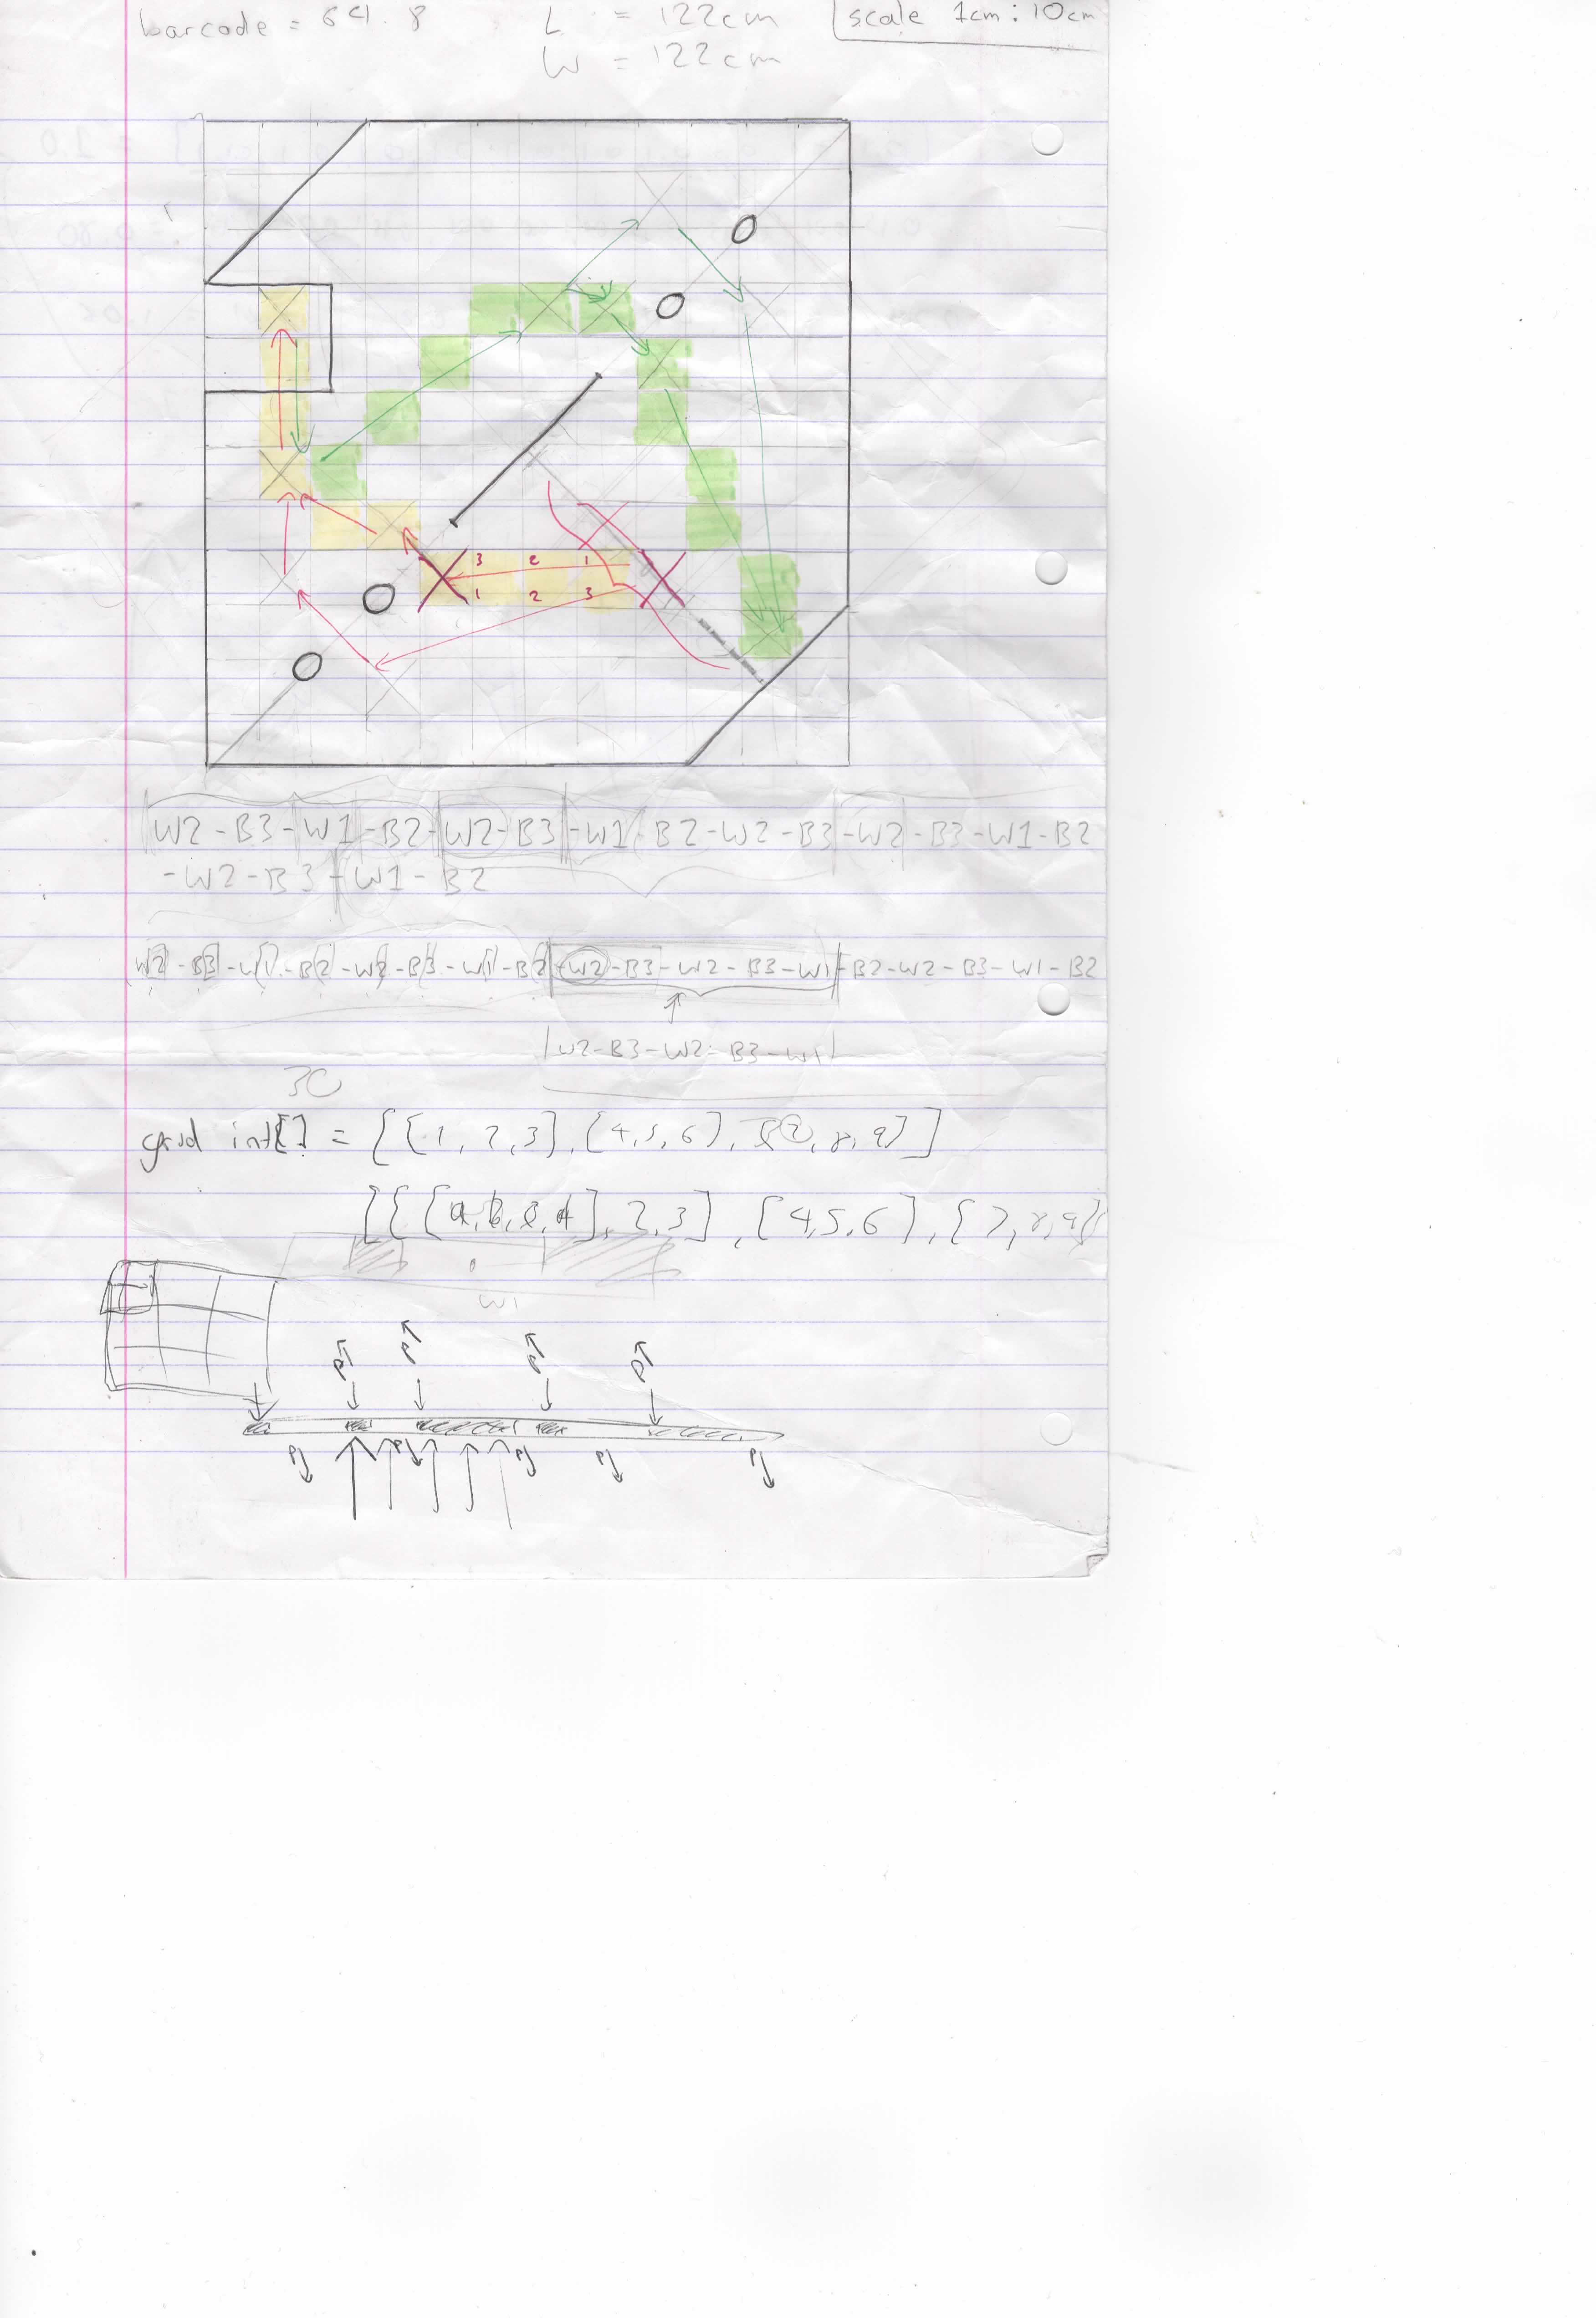 barcode = 64.8
L = 122cm
scale 1cm : 10cm
W = 122cm
3 2 1
1 2 3
W2-B3-W1-B2-W2-B3-W1-B2-W2-B3-W2-B3-W1-B2
-W2-B3-W1-B2
W2-B3-W1-B2-W2-B3-W1-B2-W2-B3-W2-B3-W1-B2-W2-B3-W1-B2
W2-B3-W2-B3-W1
30
grid int[] = [[1,2,3],[4,5,6],[7,8,9]]
2,3],[4,5,6],[7,8,9]
W1